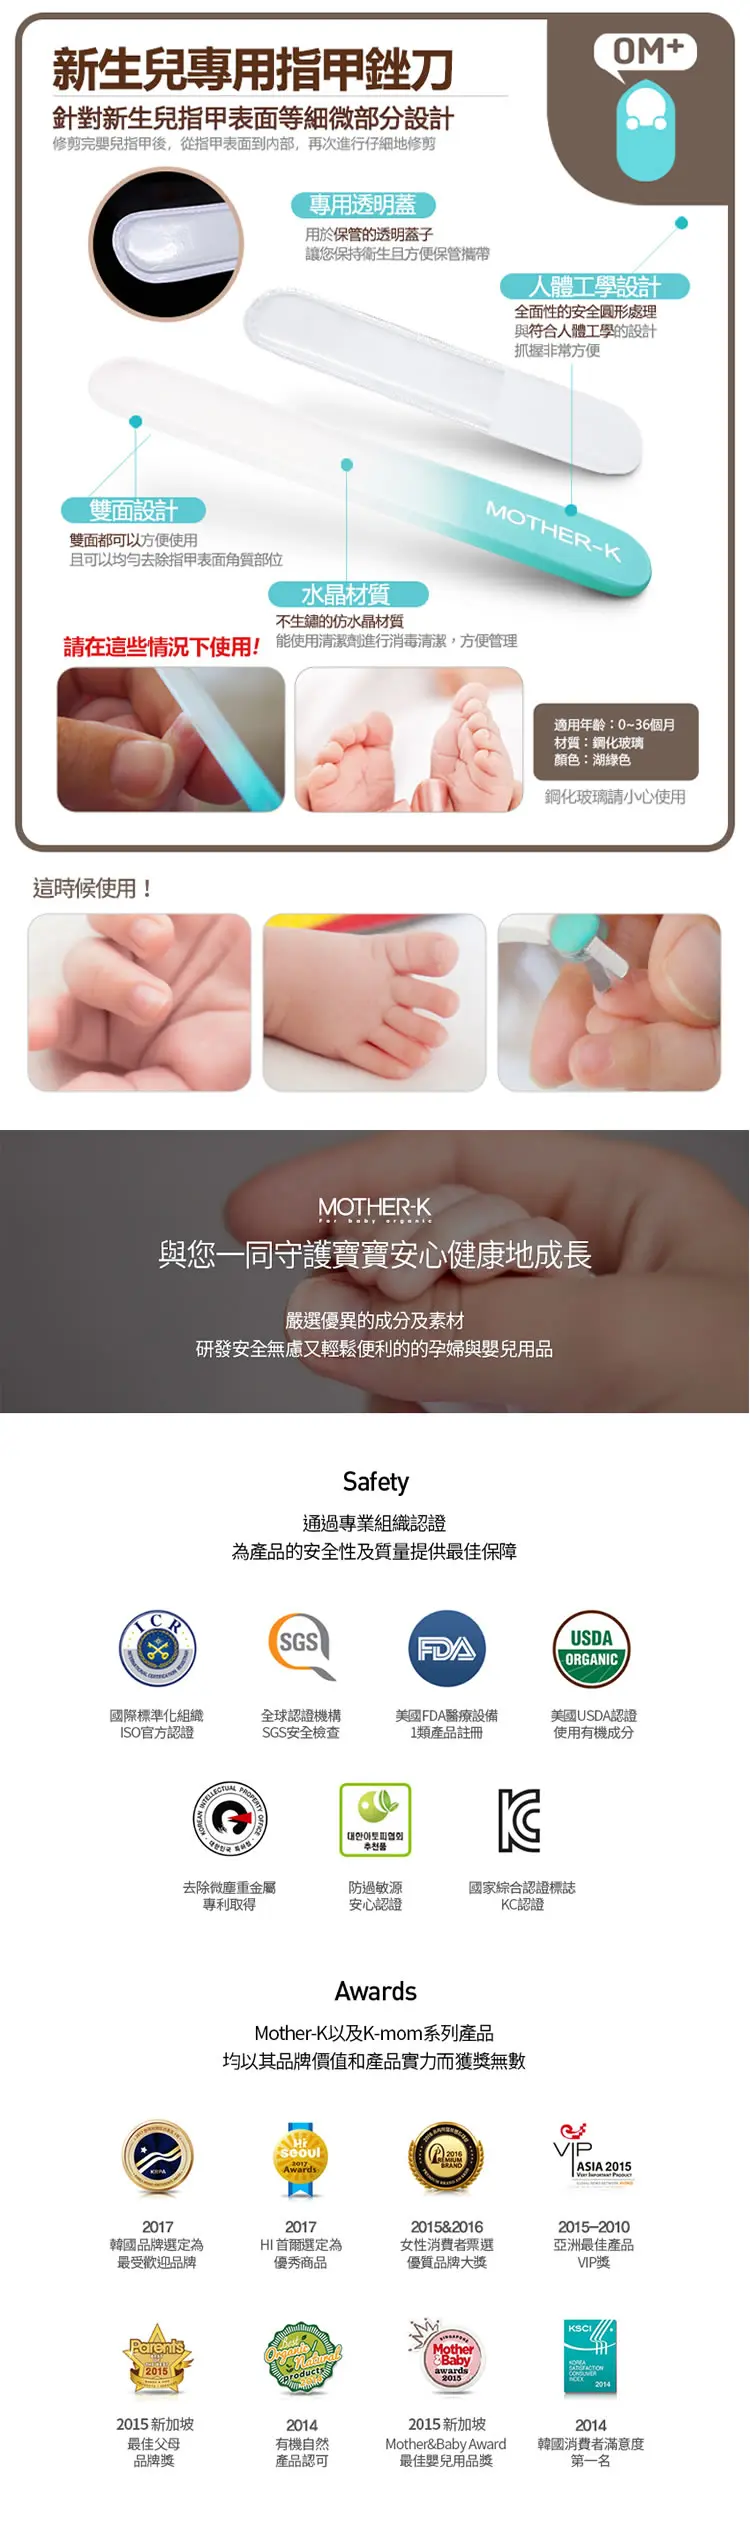 新生兒專用指甲銼刀
OM+
針對新生兒指甲表面等細微部分設計
修剪完嬰兒指甲後，從指甲表面到內部，再次進行仔細地修剪
專用透明蓋
用於保管的透明蓋子
讓您保持衛生且方便保管攜帶
人體工學設計
全面性的安全圓形處理
與符合人體工學的設計
抓握非常方便
MOTHER-K
雙面設計
雙面都可以方便使用
且可以均勻去除指甲表面角質部位
水晶材質
不生鏽的仿水晶材質
能使用清潔劑進行消毒清潔，方便管理
請在這些情況下使用!
適用年齡：0~36個月
材質：鋼化玻璃
顏色：湖綠色
鋼化玻璃請小心使用
這時候使用！
MOTHER-K
For baby organic
與您一同守護寶寶安心健康地成長
嚴選優異的成分及素材
研發安全無慮又輕鬆便利的的孕婦與嬰兒用品
Safety
通過專業組織認證
為產品的安全性及質量提供最佳保障
ICR
SGS
FDA
USDA
ORGANIC
國際標準化組織
ISO官方認證
全球認證機構
SGS安全檢查
美國FDA醫療設備
1類產品註冊
美國USDA認證
使用有機成分
KOREAN INTELLECTUAL PROPERTY OFFICE
대한민국 특허청
대한아토피협회
추천품
去除微塵重金屬
專利取得
防過敏源
安心認證
國家綜合認證標誌
KC認證
Awards
Mother-K以及K-mom系列產品
均以其品牌價值和產品實力而獲獎無數
KRPA
Hi
Seoul
2017
Awards
2016
PREMIUM
BRAND
VIP
ASIA 2015
VERY IMPORTANT PRODUCT
2017
韓國品牌選定為
最受歡迎品牌
2017
HI 首爾選定為
優秀商品
2015&2016
女性消費者票選
優質品牌大獎
2015–2010
亞洲最佳產品
VIP獎
Parents
2015
Best
Organic
Natural
products
SINGAPORE
Mother
&Baby
awards
2015
KSCI
KOREA
SATISFACTION
CONSUMER
INDEX
2014
2015 新加坡
最佳父母
品牌獎
2014
有機自然
產品認可
2015 新加坡
Mother&Baby Award
最佳嬰兒用品獎
2014
韓國消費者滿意度
第一名